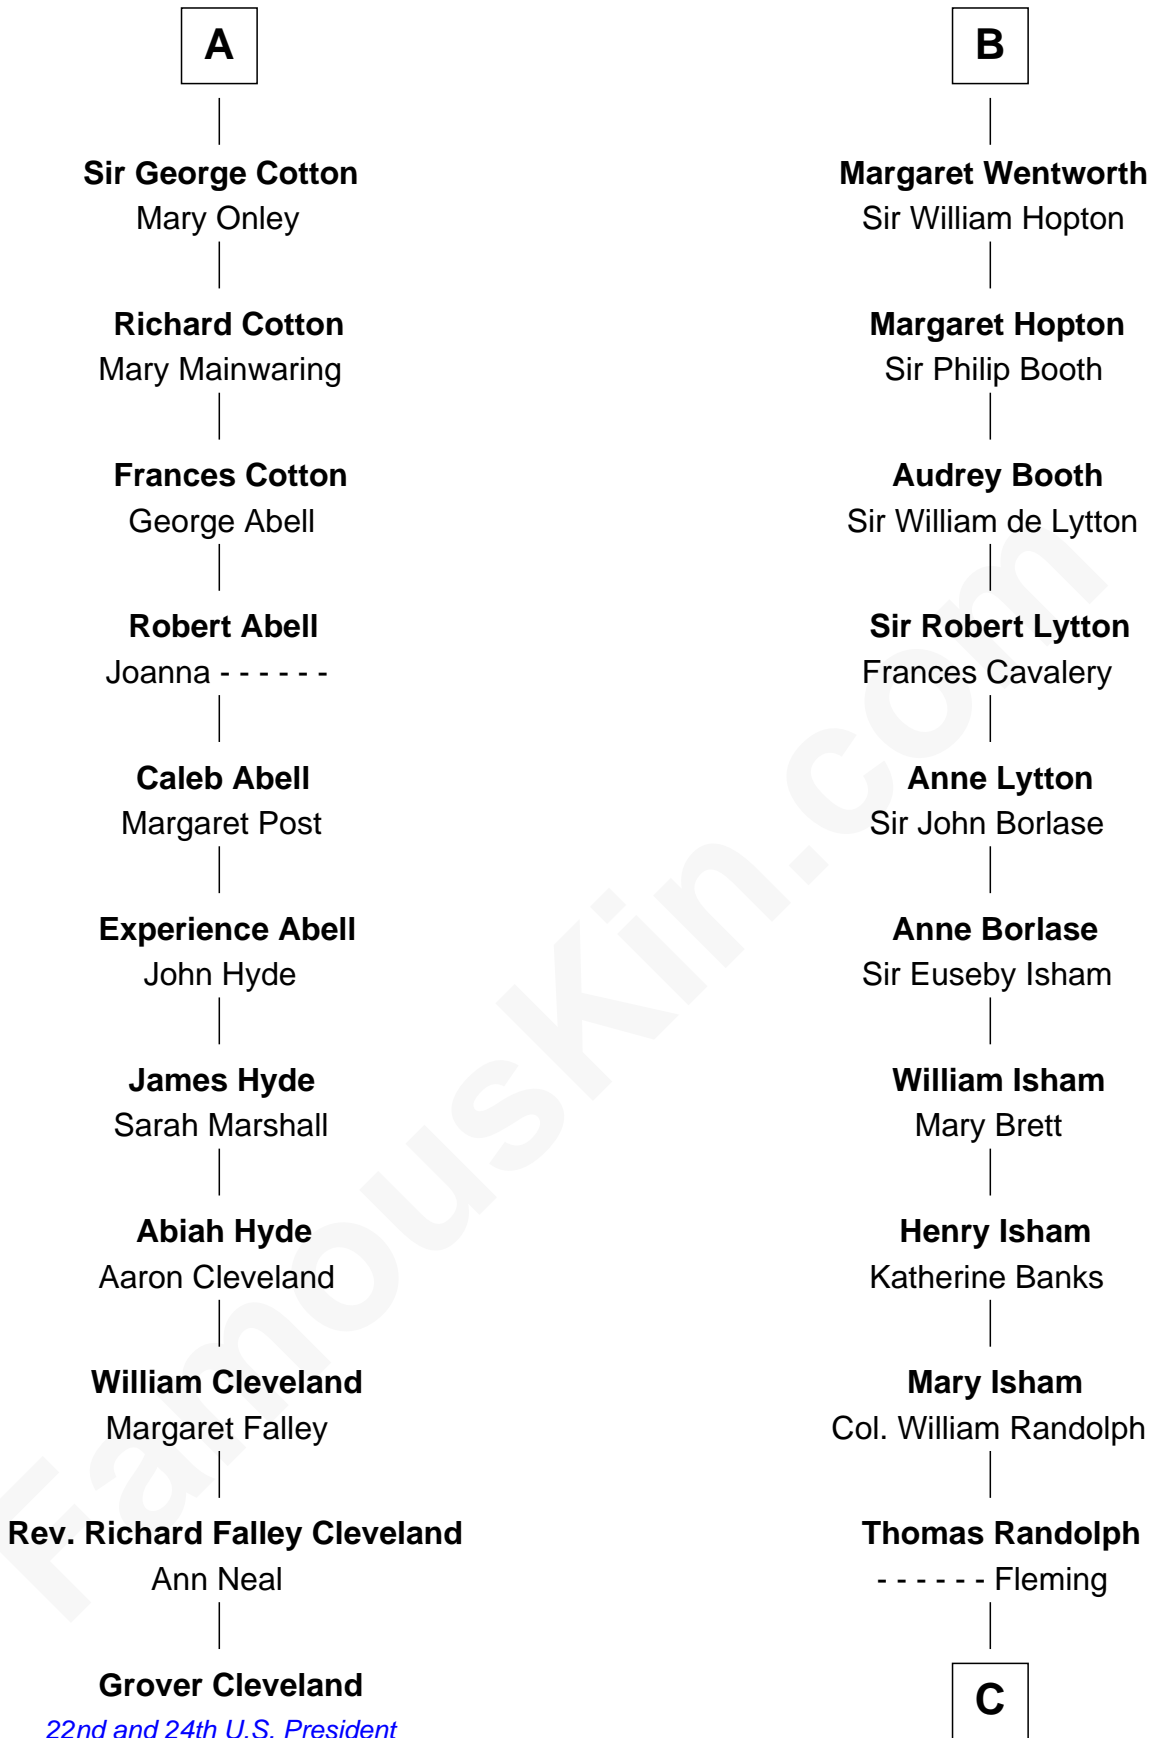 A
Sir George Cotton
Mary Onley
Richard Cotton
Mary Mainwaring
Frances Cotton
George Abell
Robert Abell
Joanna - - - - - -
Caleb Abell
Margaret Post
Experience Abell
John Hyde
James Hyde
Sarah Marshall
Abiah Hyde
Aaron Cleveland
William Cleveland
Margaret Falley
Rev. Richard Falley Cleveland
Ann Neal
Grover Cleveland
22nd and 24th U.S. President
B
Margaret Wentworth
Sir William Hopton
Margaret Hopton
Sir Philip Booth
Audrey Booth
Sir William de Lytton
Sir Robert Lytton
Frances Cavalery
Anne Lytton
Sir John Borlase
Anne Borlase
Sir Euseby Isham
William Isham
Mary Brett
Henry Isham
Katherine Banks
Mary Isham
Col. William Randolph
Thomas Randolph
- - - - - - Fleming
C
FamousKin.com